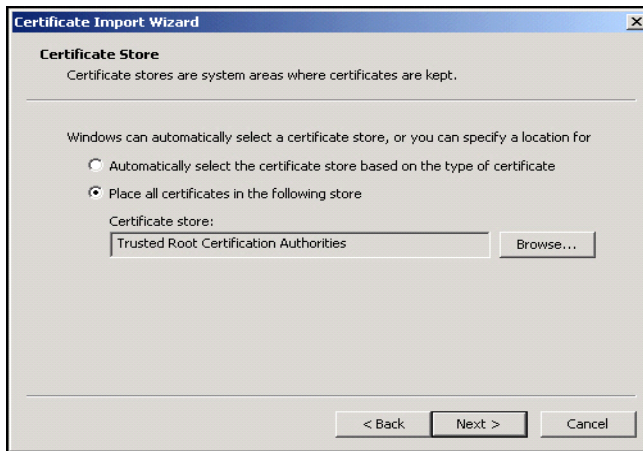 Certificate Import Wizard
Certificate Store
Certificate stores are system areas where certificates are kept.
Windows can automatically select a certificate store, or you can specify a location for
Automatically select the certificate store based on the type of certificate
Place all certificates in the following store
Certificate store:
Trusted Root Certification Authorities
Browse...
< Back
Next >
Cancel